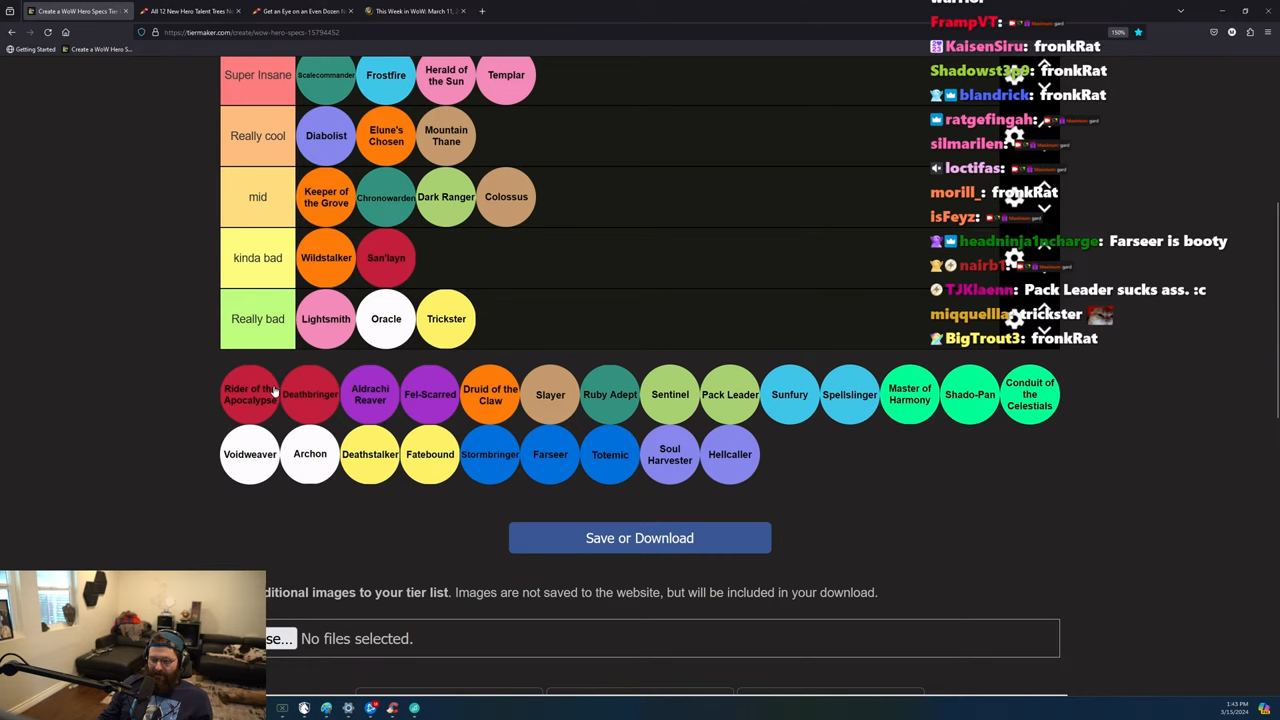 Create a WoW Hero Specs Tier
All 12 New Hero Talent Trees No
Get an Eye on an Even Dozen No
This Week in WoW: March 11, 2
https://tiermaker.com/create/wow-hero-specs-15794452
150%
Getting Started
Create a WoW Hero S...
warrior
FrampVT:
KaisenSiru: fronkRat
Shadowst3p9: fronkRat
blandrick: fronkRat
ratgefingah:
silmarilen:
loctifas:
morill_: fronkRat
isFeyz:
headninja1ncharge: Farseer is booty
nairb1:
TJKlaenn: Pack Leader sucks ass. :c
miqquellla: trickster
BigTrout3: fronkRat
Super Insane
Scalecommander
Frostfire
Herald of the Sun
Templar
Really cool
Diabolist
Elune's Chosen
Mountain Thane
mid
Keeper of the Grove
Chronowarden
Dark Ranger
Colossus
kinda bad
Wildstalker
San'layn
Really bad
Lightsmith
Oracle
Trickster
Rider of the Apocalypse
Deathbringer
Aldrachi Reaver
Fel-Scarred
Druid of the Claw
Slayer
Ruby Adept
Sentinel
Pack Leader
Sunfury
Spellslinger
Master of Harmony
Shado-Pan
Conduit of the Celestials
Voidweaver
Archon
Deathstalker
Fatebound
Stormbringer
Farseer
Totemic
Soul Harvester
Hellcaller
Save or Download
ditional images to your tier list. Images are not saved to the website, but will be included in your download.
se... No files selected.
1:43 PM
3/15/2024